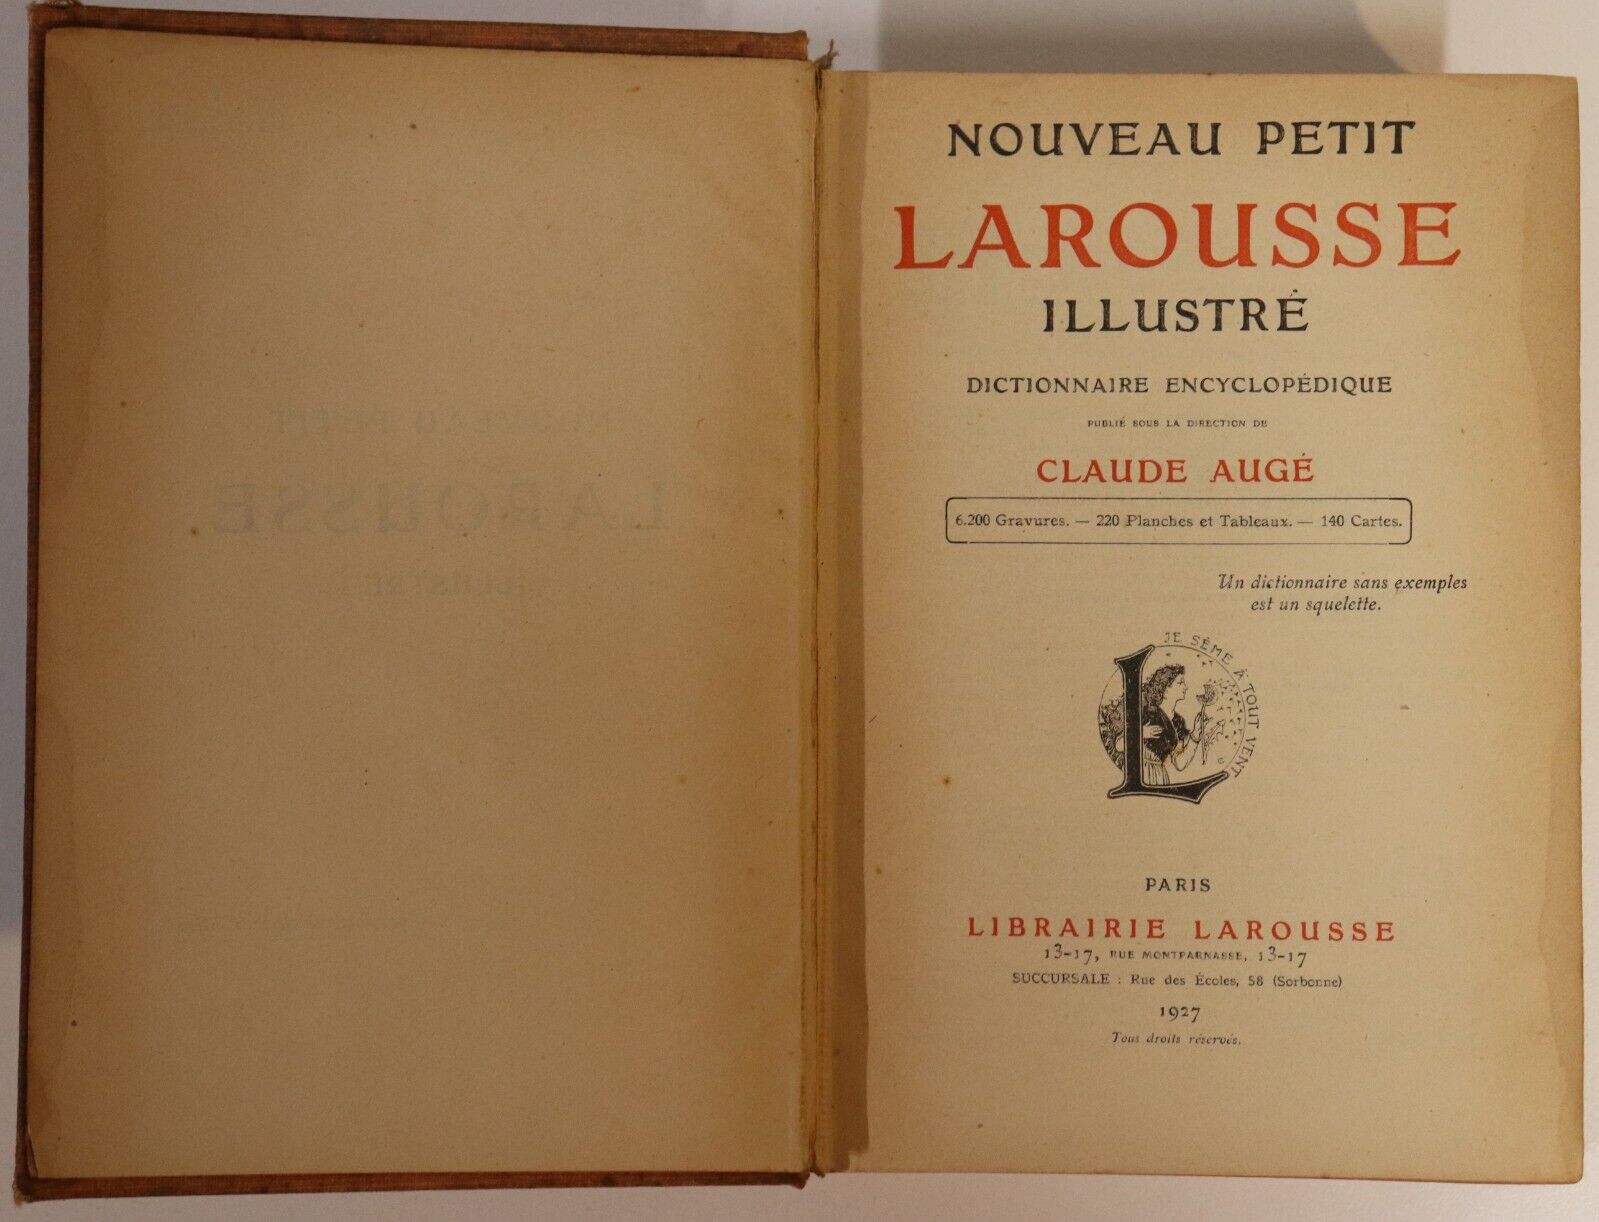 NOUVEAU PETIT
LAROUSSE
ILLUSTRÉ
DICTIONNAIRE ENCYCLOPÉDIQUE
PUBLIÉ SOUS LA DIRECTION DE
CLAUDE AUGÉ
6.200 Gravures. — 220 Planches et Tableaux. — 140 Cartes.
Un dictionnaire sans exemples
est un squelette.
JE SÈME À TOUT VENT
L
PARIS
LIBRAIRIE LAROUSSE
13-17, RUE MONTPARNASSE, 13-17
SUCCURSALE : Rue des Écoles, 58 (Sorbonne)
1927
Tous droits réservés.